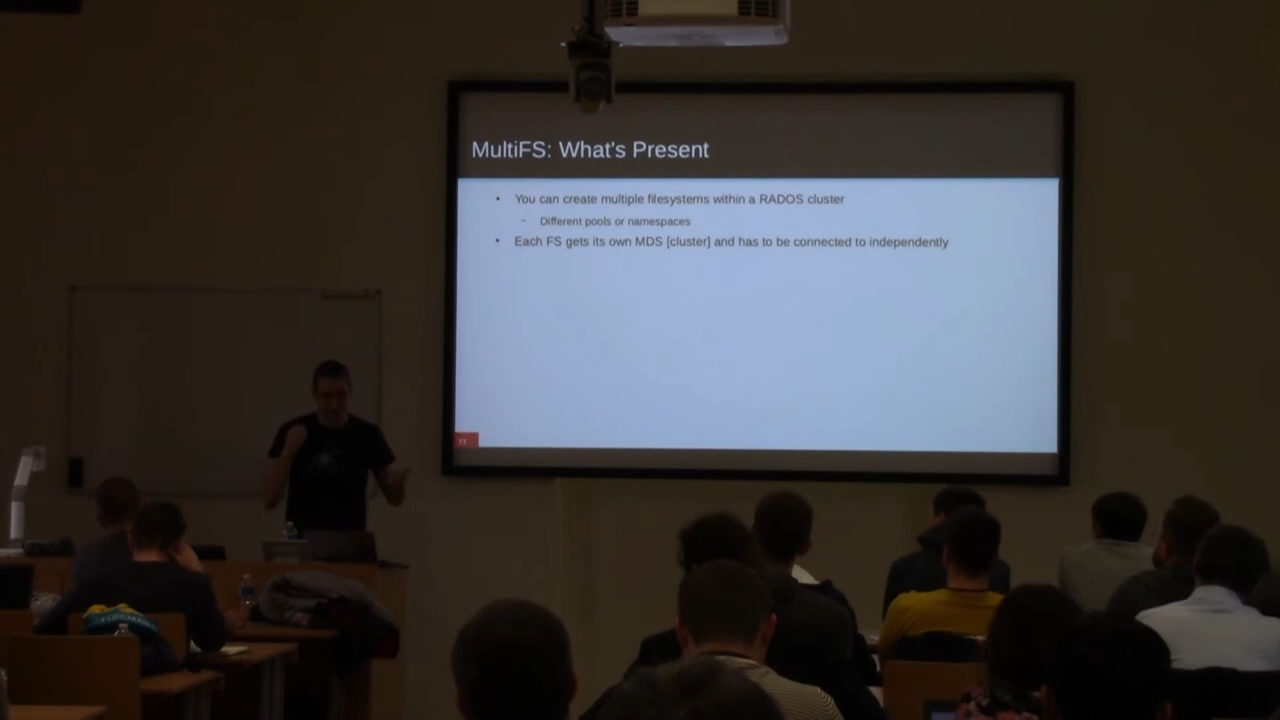 MultiFS: What's Present
• You can create multiple filesystems within a RADOS cluster
– Different pools or namespaces
• Each FS gets its own MDS [cluster] and has to be connected to independently
77